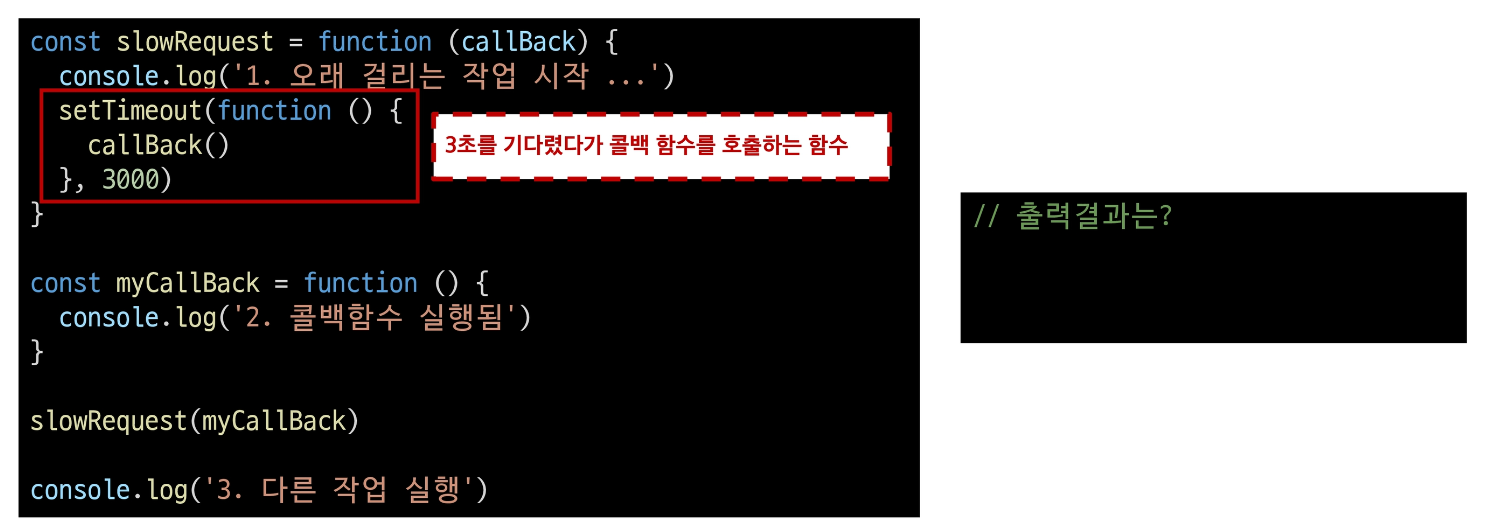 const slowRequest = function (callBack) {
  console.log('1. 오래 걸리는 작업 시작 ...')
  setTimeout(function () {
    callBack()
  }, 3000)
}
3초를 기다렸다가 콜백 함수를 호출하는 함수
const myCallBack = function () {
  console.log('2. 콜백함수 실행됨')
}
slowRequest(myCallBack)
console.log('3. 다른 작업 실행')
// 출력결과는?